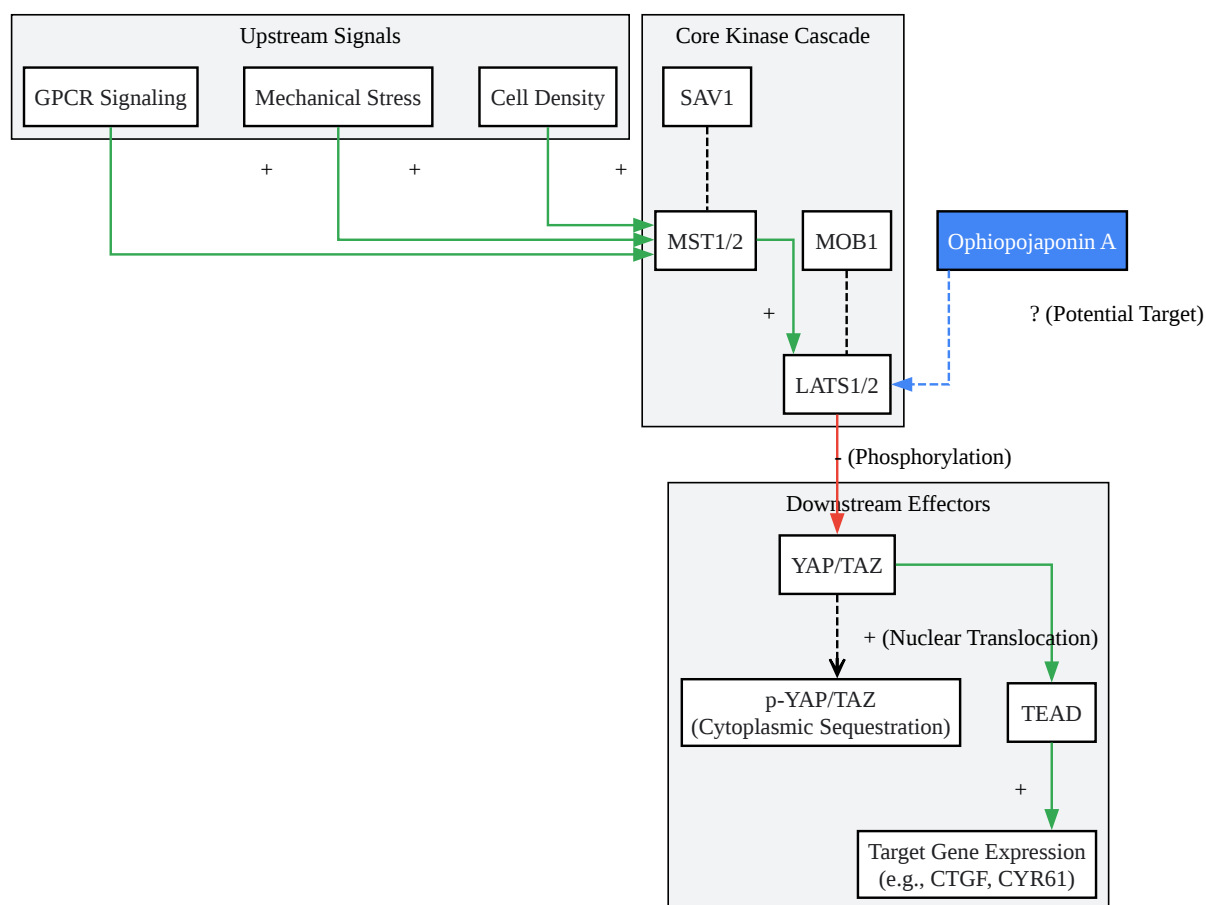 Upstream Signals
Core Kinase Cascade
GPCR Signaling
Mechanical Stress
Cell Density
SAV1
+
+
+
MST1/2
MOB1
Ophiopojaponin A
+
? (Potential Target)
LATS1/2
- (Phosphorylation)
Downstream Effectors
YAP/TAZ
+ (Nuclear Translocation)
p-YAP/TAZ
(Cytoplasmic Sequestration)
TEAD
+
Target Gene Expression
(e.g., CTGF, CYR61)